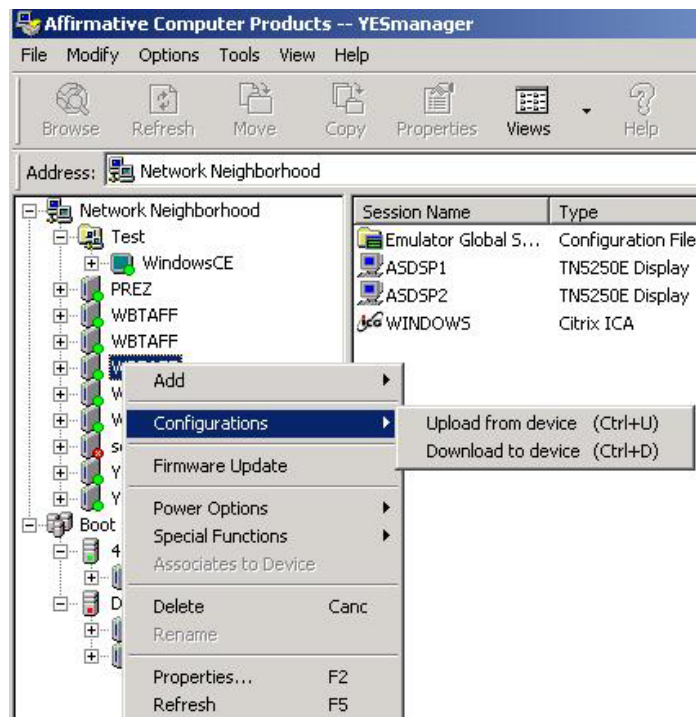 Affirmative Computer Products -- YESmanager
File Modify Options Tools View Help
Browse Refresh Move Copy Properties Views Help
Address: Network Neighborhood
Network Neighborhood
Test
WindowsCE
PREZ
WBTAFF
WBTAFF
Boot
4
D
Session Name Type
Emulator Global S... Configuration File
ASDSP1 TN5250E Display
ASDSP2 TN5250E Display
WINDOWS Citrix ICA
Add
Configurations
Firmware Update
Power Options
Special Functions
Associates to Device
Delete Canc
Rename
Properties... F2
Refresh F5
Upload from device (Ctrl+U)
Download to device (Ctrl+D)